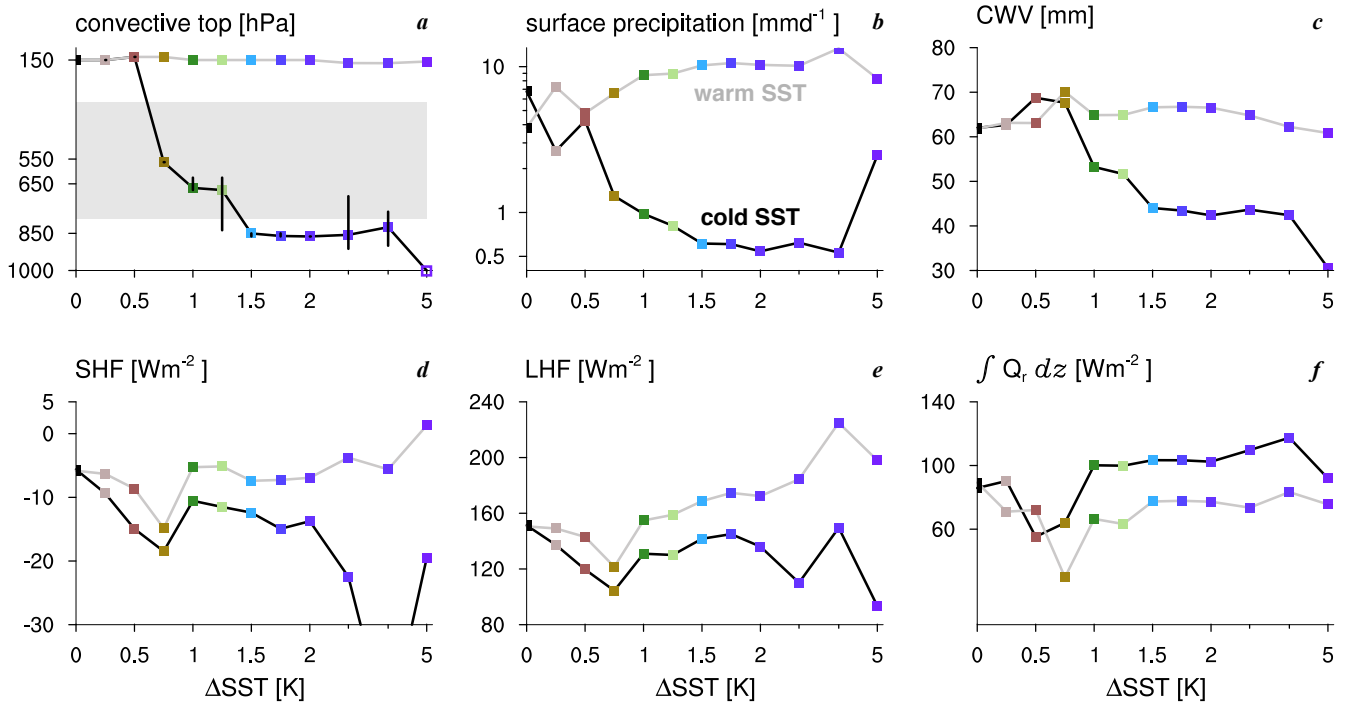 convective top [hPa] a
surface precipitation [mmd⁻¹] b
CWV [mm] c
150
550
650
850
1000
0 0.5 1 1.5 2 5
10
1
0.5
warm SST
cold SST
0 0.5 1 1.5 2 5
80
70
60
50
40
30
0 0.5 1 1.5 2 5
SHF [Wm⁻²] d
LHF [Wm⁻²] e
∫ Qᵣ dz [Wm⁻²] f
5
0
-10
-20
-30
0 0.5 1 1.5 2 5
ΔSST [K]
240
200
160
120
80
0 0.5 1 1.5 2 5
ΔSST [K]
140
100
60
0 0.5 1 1.5 2 5
ΔSST [K]